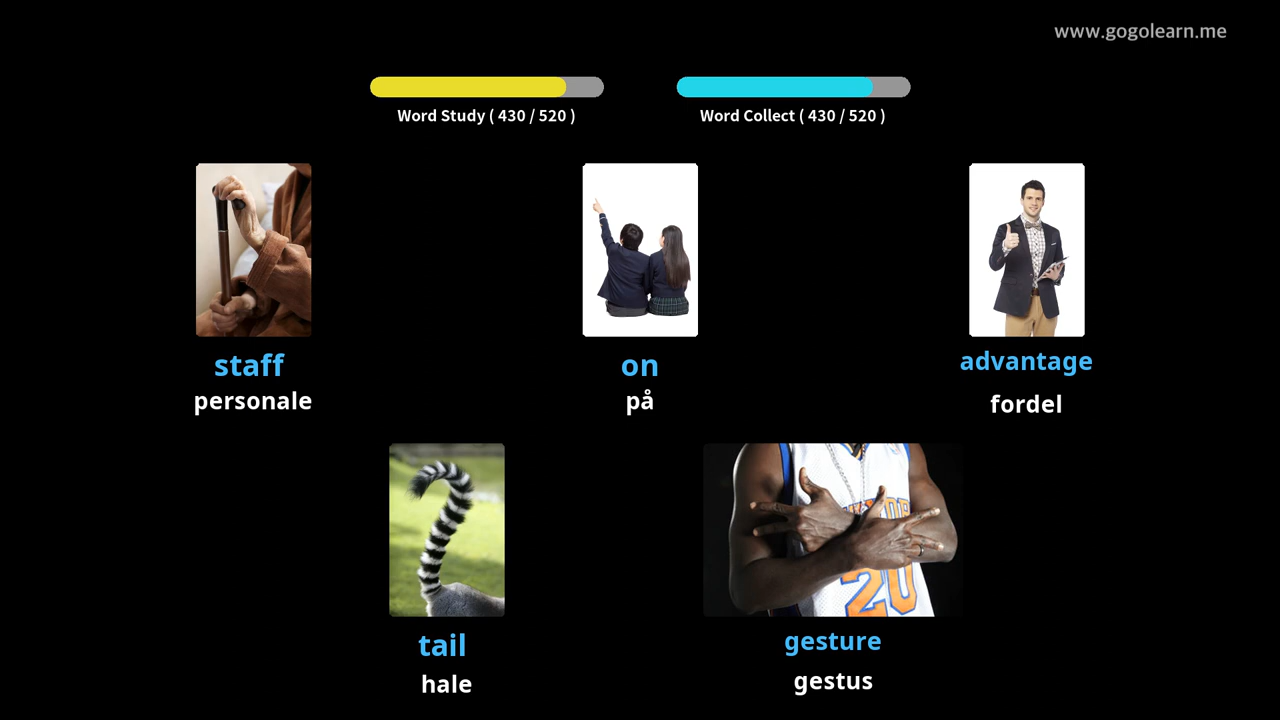 www.gogolearn.me
Word Study ( 430 / 520 )
Word Collect ( 430 / 520 )
staff
personale
on
på
advantage
fordel
tail
hale
20
gesture
gestus